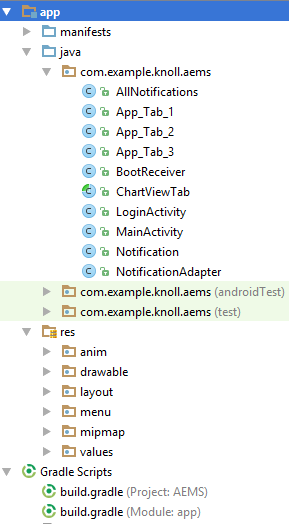 app
manifests
java
com.example.knoll.aems
AllNotifications
App_Tab_1
App_Tab_2
App_Tab_3
BootReceiver
ChartViewTab
LoginActivity
MainActivity
Notification
NotificationAdapter
com.example.knoll.aems (androidTest)
com.example.knoll.aems (test)
res
anim
drawable
layout
menu
mipmap
values
Gradle Scripts
build.gradle (Project: AEMS)
build.gradle (Module: app)